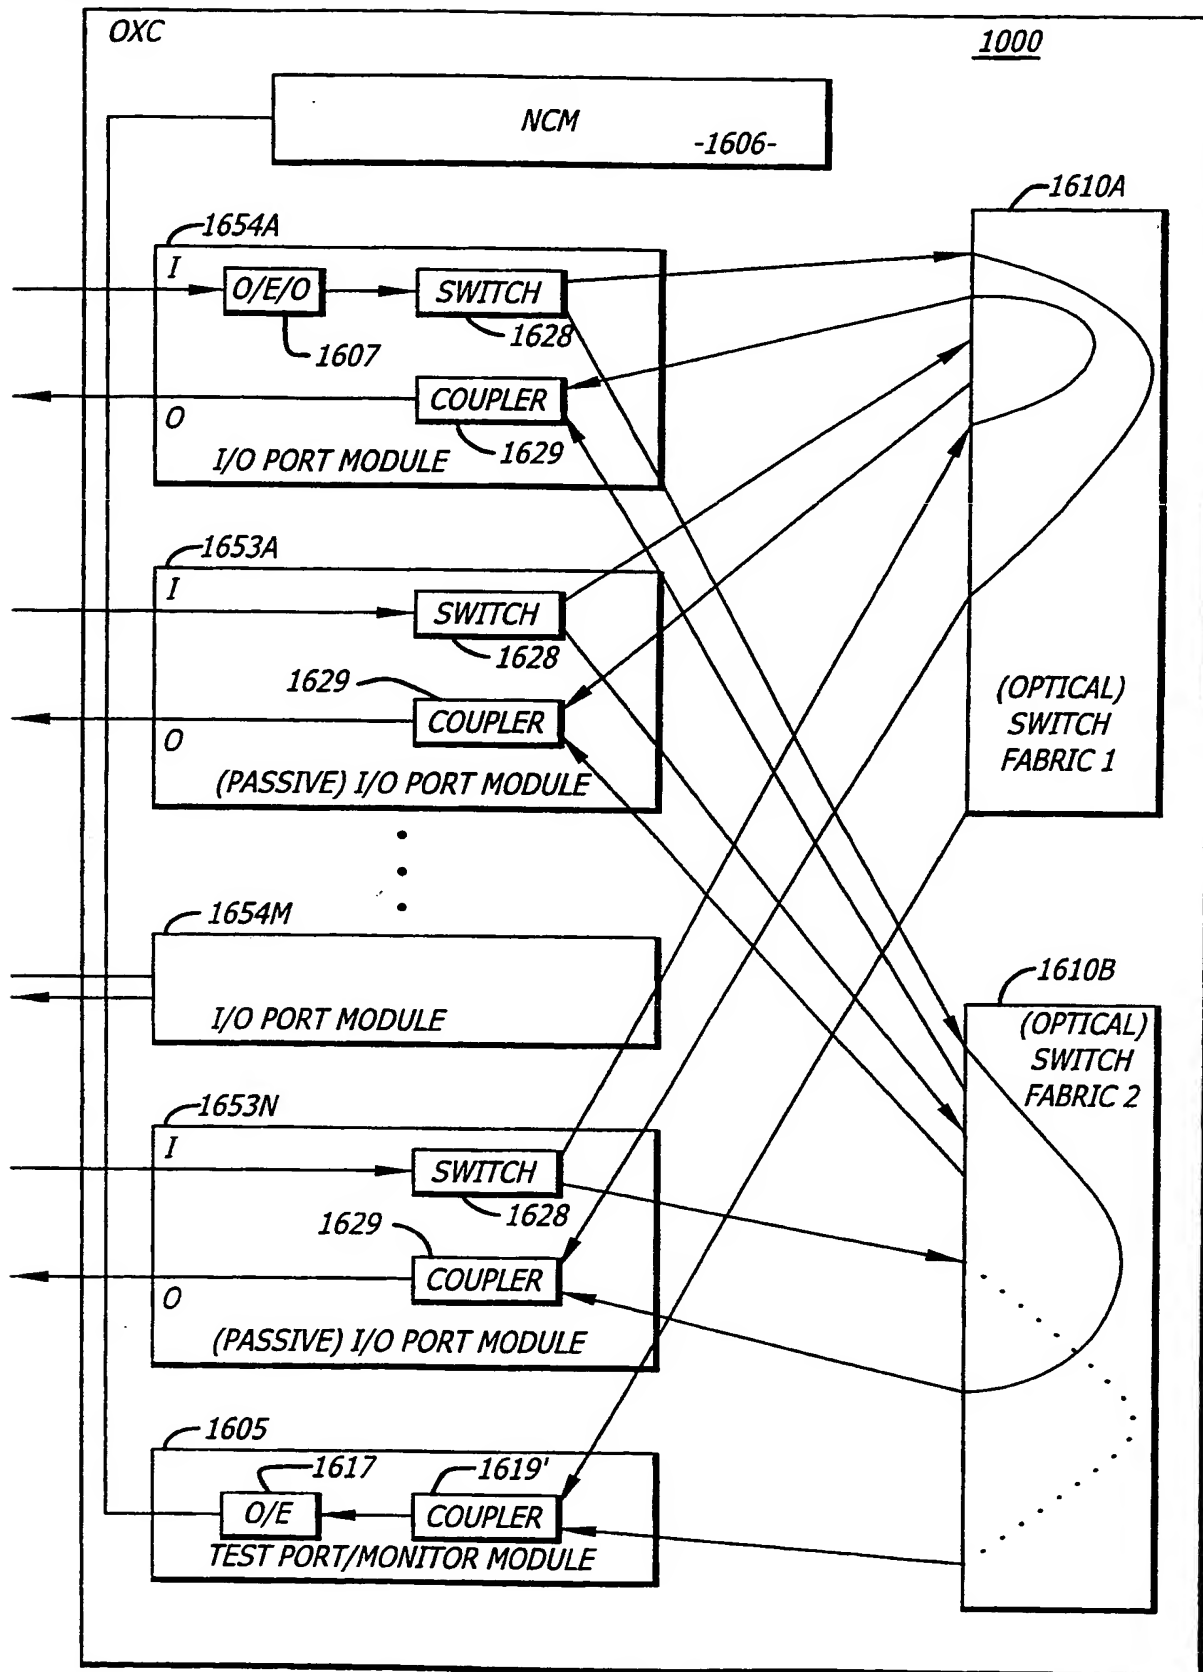 OXC
1000
NCM
-1606-
1610A
1654A
I
O/E/O
SWITCH
1628
1607
COUPLER
O
1629
I/O PORT MODULE
1653A
I
SWITCH
1628
1629
COUPLER
O
(PASSIVE) I/O PORT MODULE
(OPTICAL)
SWITCH
FABRIC 1
1654M
I/O PORT MODULE
1610B
(OPTICAL)
SWITCH
FABRIC 2
1653N
I
SWITCH
1628
1629
COUPLER
O
(PASSIVE) I/O PORT MODULE
1605
1617
1619'
O/E
COUPLER
TEST PORT/MONITOR MODULE